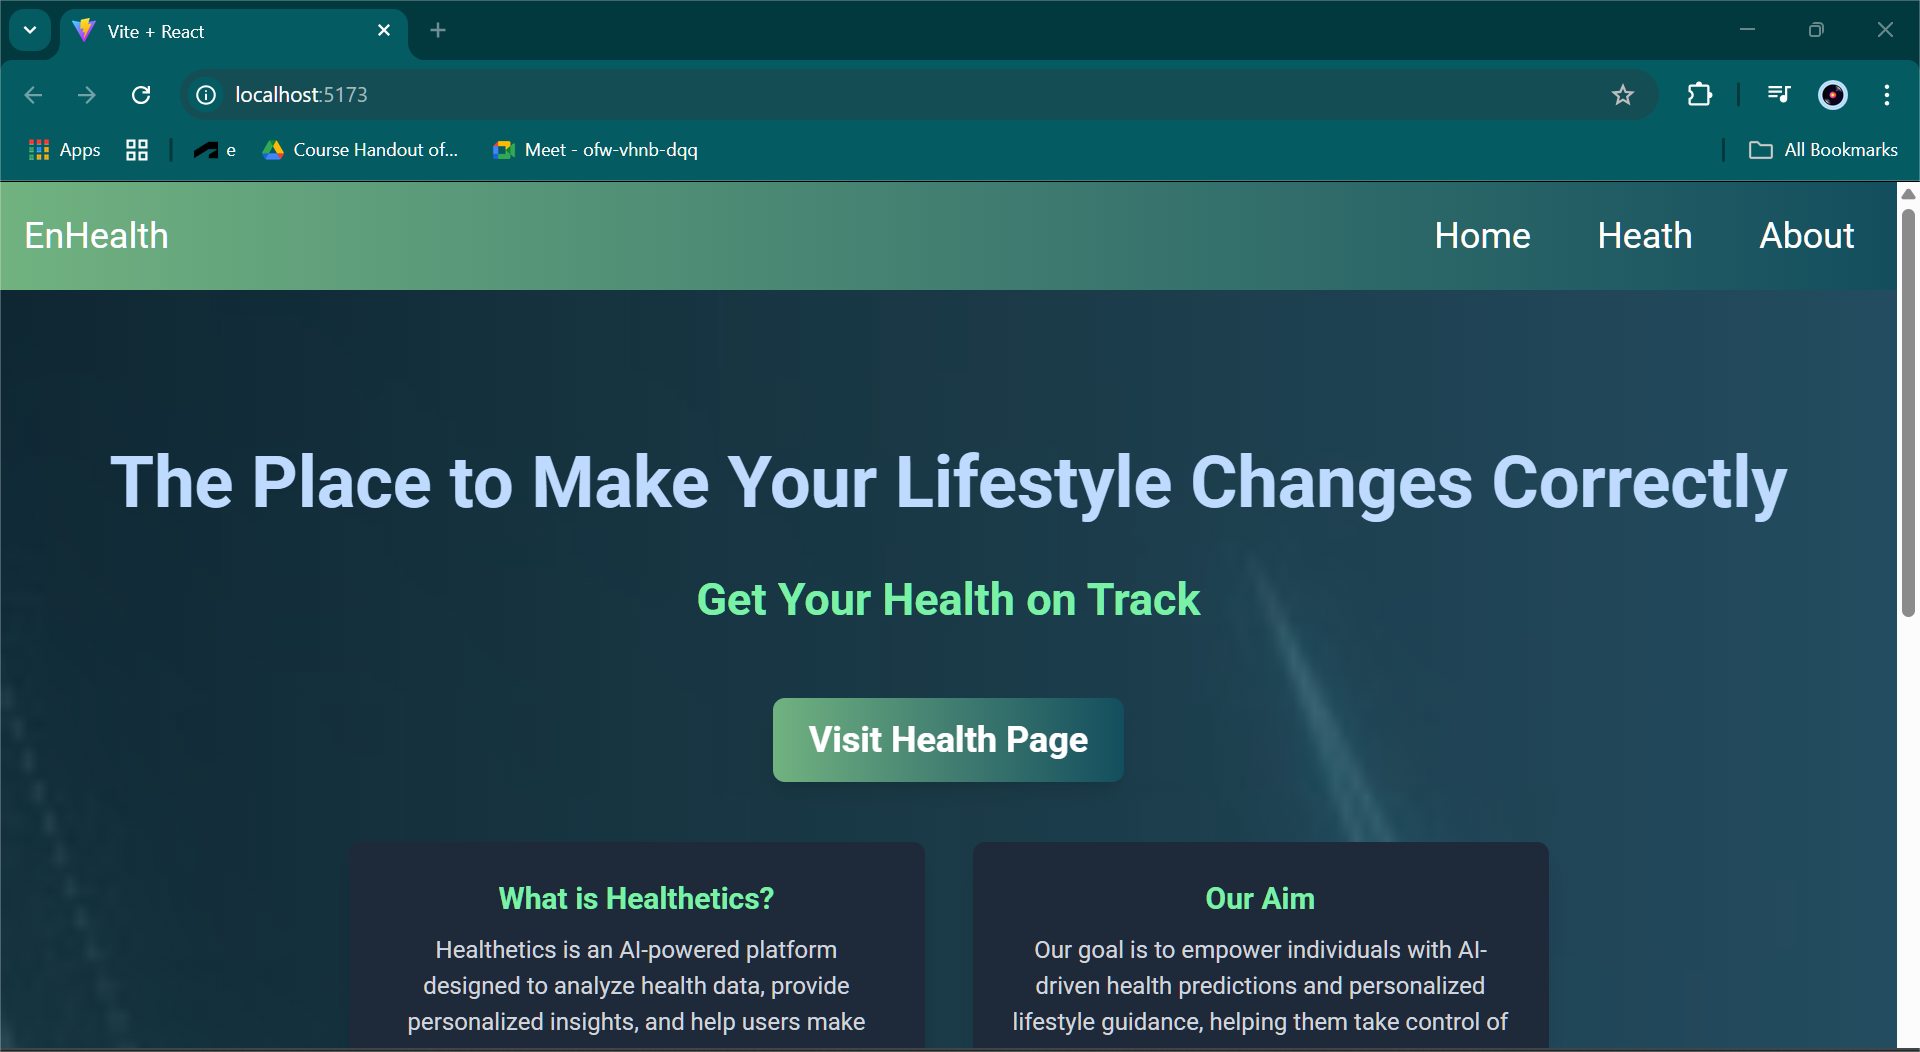 Vite + React
localhost:5173
Apps
e
Course Handout of...
Meet - ofw-vhnb-dqq
All Bookmarks
EnHealth
Home
Heath
About
The Place to Make Your Lifestyle Changes Correctly
Get Your Health on Track
Visit Health Page
What is Healthetics?
Healthetics is an AI-powered platform
designed to analyze health data, provide
personalized insights, and help users make
Our Aim
Our goal is to empower individuals with AI-
driven health predictions and personalized
lifestyle guidance, helping them take control of